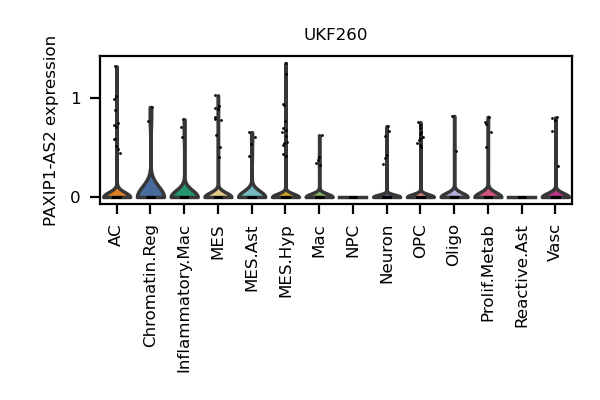 UKF260
PAXIP1-AS2 expression
1
0
AC
Chromatin.Reg
Inflammatory.Mac
MES
MES.Ast
MES.Hyp
Mac
NPC
Neuron
OPC
Oligo
Prolif.Metab
Reactive.Ast
Vasc